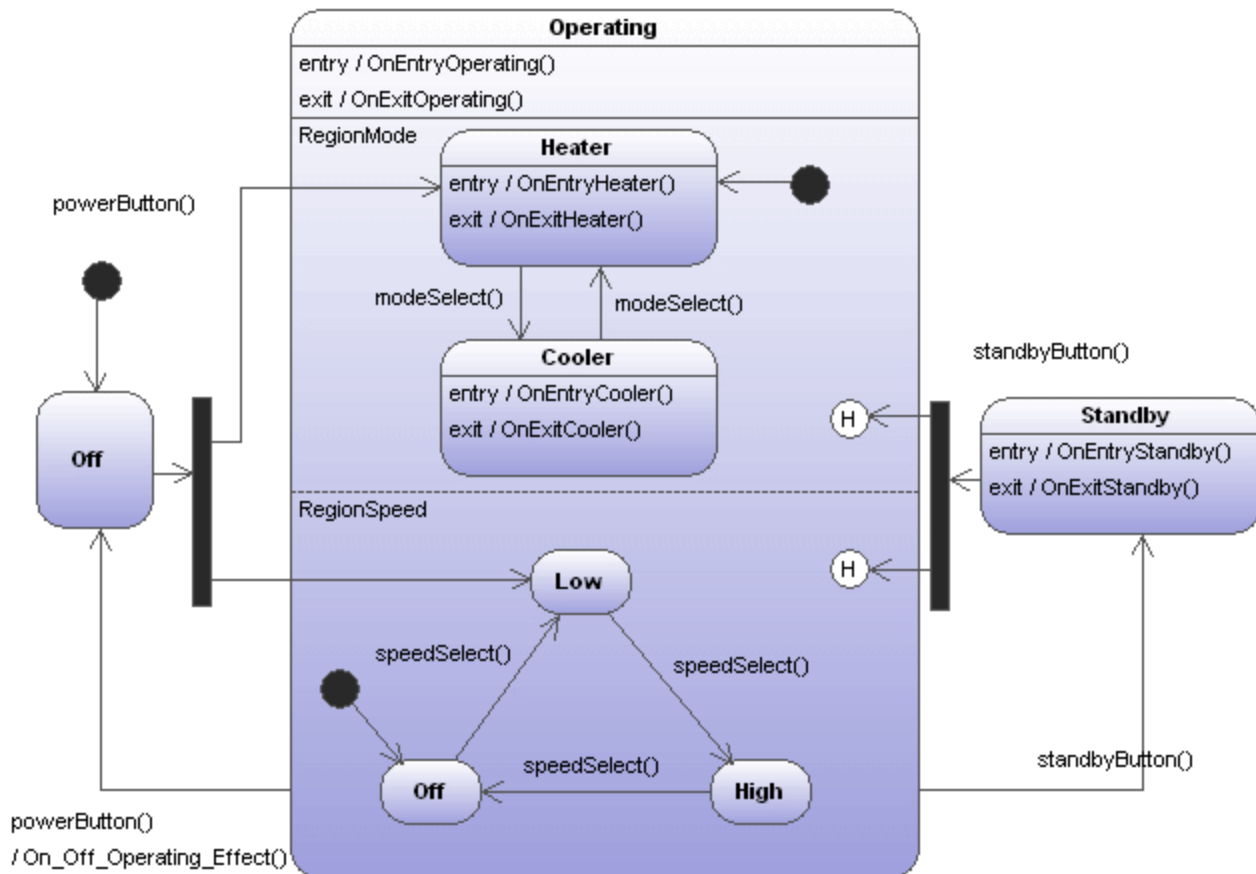 Operating
entry / OnEntryOperating()
exit / OnExitOperating()
RegionMode
Heater
entry / OnEntryHeater()
exit / OnExitHeater()
powerButton()
modeSelect()
modeSelect()
Cooler
entry / OnEntryCooler()
exit / OnExitCooler()
standbyButton()
H
Standby
entry / OnEntryStandby()
exit / OnExitStandby()
Off
RegionSpeed
H
Low
speedSelect()
speedSelect()
speedSelect()
Off
High
standbyButton()
powerButton()
/ On_Off_Operating_Effect()